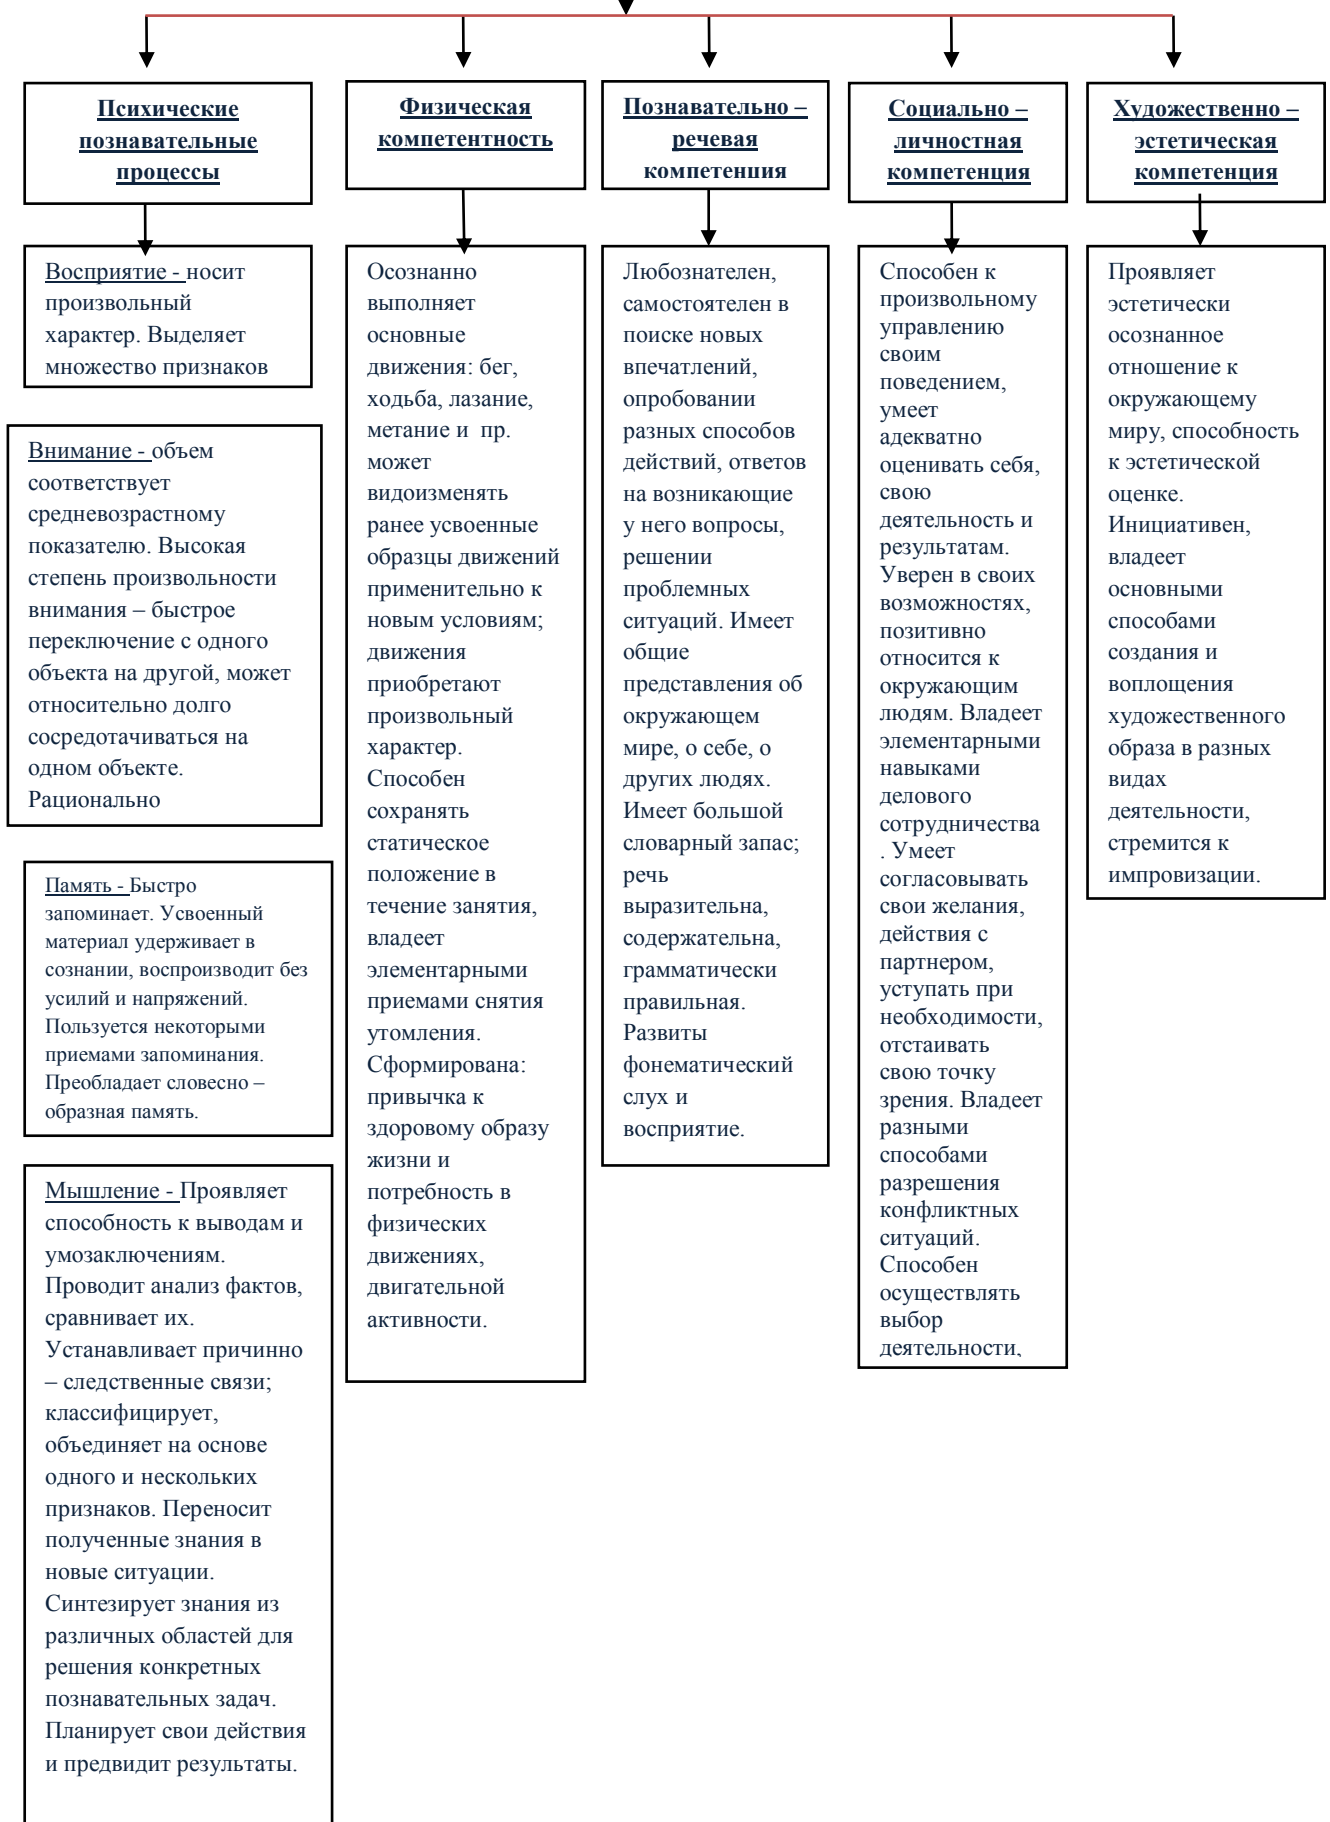 Психические
познавательные
процессы
Физическая
компетентность
Познавательно –
речевая
компетенция
Социально –
личностная
компетенция
Художественно –
эстетическая
компетенция
Восприятие - носит
произвольный
характер. Выделяет
множество признаков
Внимание - объем
соответствует
средневозрастному
показателю. Высокая
степень произвольности
внимания – быстрое
переключение с одного
объекта на другой, может
относительно долго
сосредотачиваться на
одном объекте.
Рационально
Память - Быстро
запоминает. Усвоенный
материал удерживает в
сознании, воспроизводит без
усилий и напряжений.
Пользуется некоторыми
приемами запоминания.
Преобладает словесно –
образная память.
Мышление - Проявляет
способность к выводам и
умозаключениям.
Проводит анализ фактов,
сравнивает их.
Устанавливает причинно
– следственные связи;
классифицирует,
объединяет на основе
одного и нескольких
признаков. Переносит
полученные знания в
новые ситуации.
Синтезирует знания из
различных областей для
решения конкретных
познавательных задач.
Планирует свои действия
и предвидит результаты.
Осознанно
выполняет
основные
движения: бег,
ходьба, лазание,
метание и пр.
может
видоизменять
ранее усвоенные
образцы движений
применительно к
новым условиям;
движения
приобретают
произвольный
характер.
Способен
сохранять
статическое
положение в
течение занятия,
владеет
элементарными
приемами снятия
утомления.
Сформирована:
привычка к
здоровому образу
жизни и
потребность в
физических
движениях,
двигательной
активности.
Любознателен,
самостоятелен в
поиске новых
впечатлений,
опробовании
разных способов
действий, ответов
на возникающие
у него вопросы,
решении
проблемных
ситуаций. Имеет
общие
представления об
окружающем
мире, о себе, о
других людях.
Имеет большой
словарный запас;
речь
выразительна,
содержательна,
грамматически
правильная.
Развиты
фонематический
слух и
восприятие.
Способен к
произвольному
управлению
своим
поведением,
умеет
адекватно
оценивать себя,
свою
деятельность и
результатам.
Уверен в своих
возможностях,
позитивно
относится к
окружающим
людям. Владеет
элементарными
навыками
делового
сотрудничества
. Умеет
согласовывать
свои желания,
действия с
партнером,
уступать при
необходимости,
отстаивать
свою точку
зрения. Владеет
разными
способами
разрешения
конфликтных
ситуаций.
Способен
осуществлять
выбор
деятельности,
Проявляет
эстетически
осознанное
отношение к
окружающему
миру, способность
к эстетической
оценке.
Инициативен,
владеет
основными
способами
создания и
воплощения
художественного
образа в разных
видах
деятельности,
стремится к
импровизации.